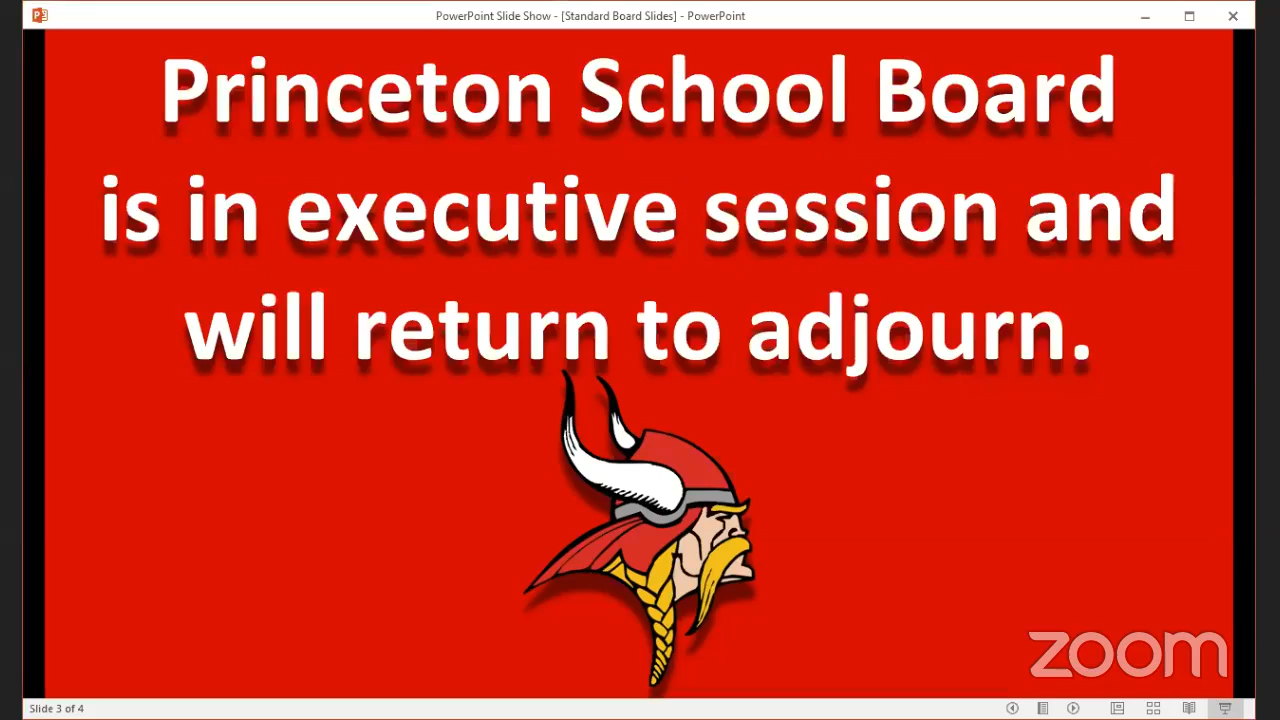 PowerPoint Slide Show - [Standard Board Slides] - PowerPoint
Princeton School Board
is in executive session and
will return to adjourn.
zoom
Slide 3 of 4